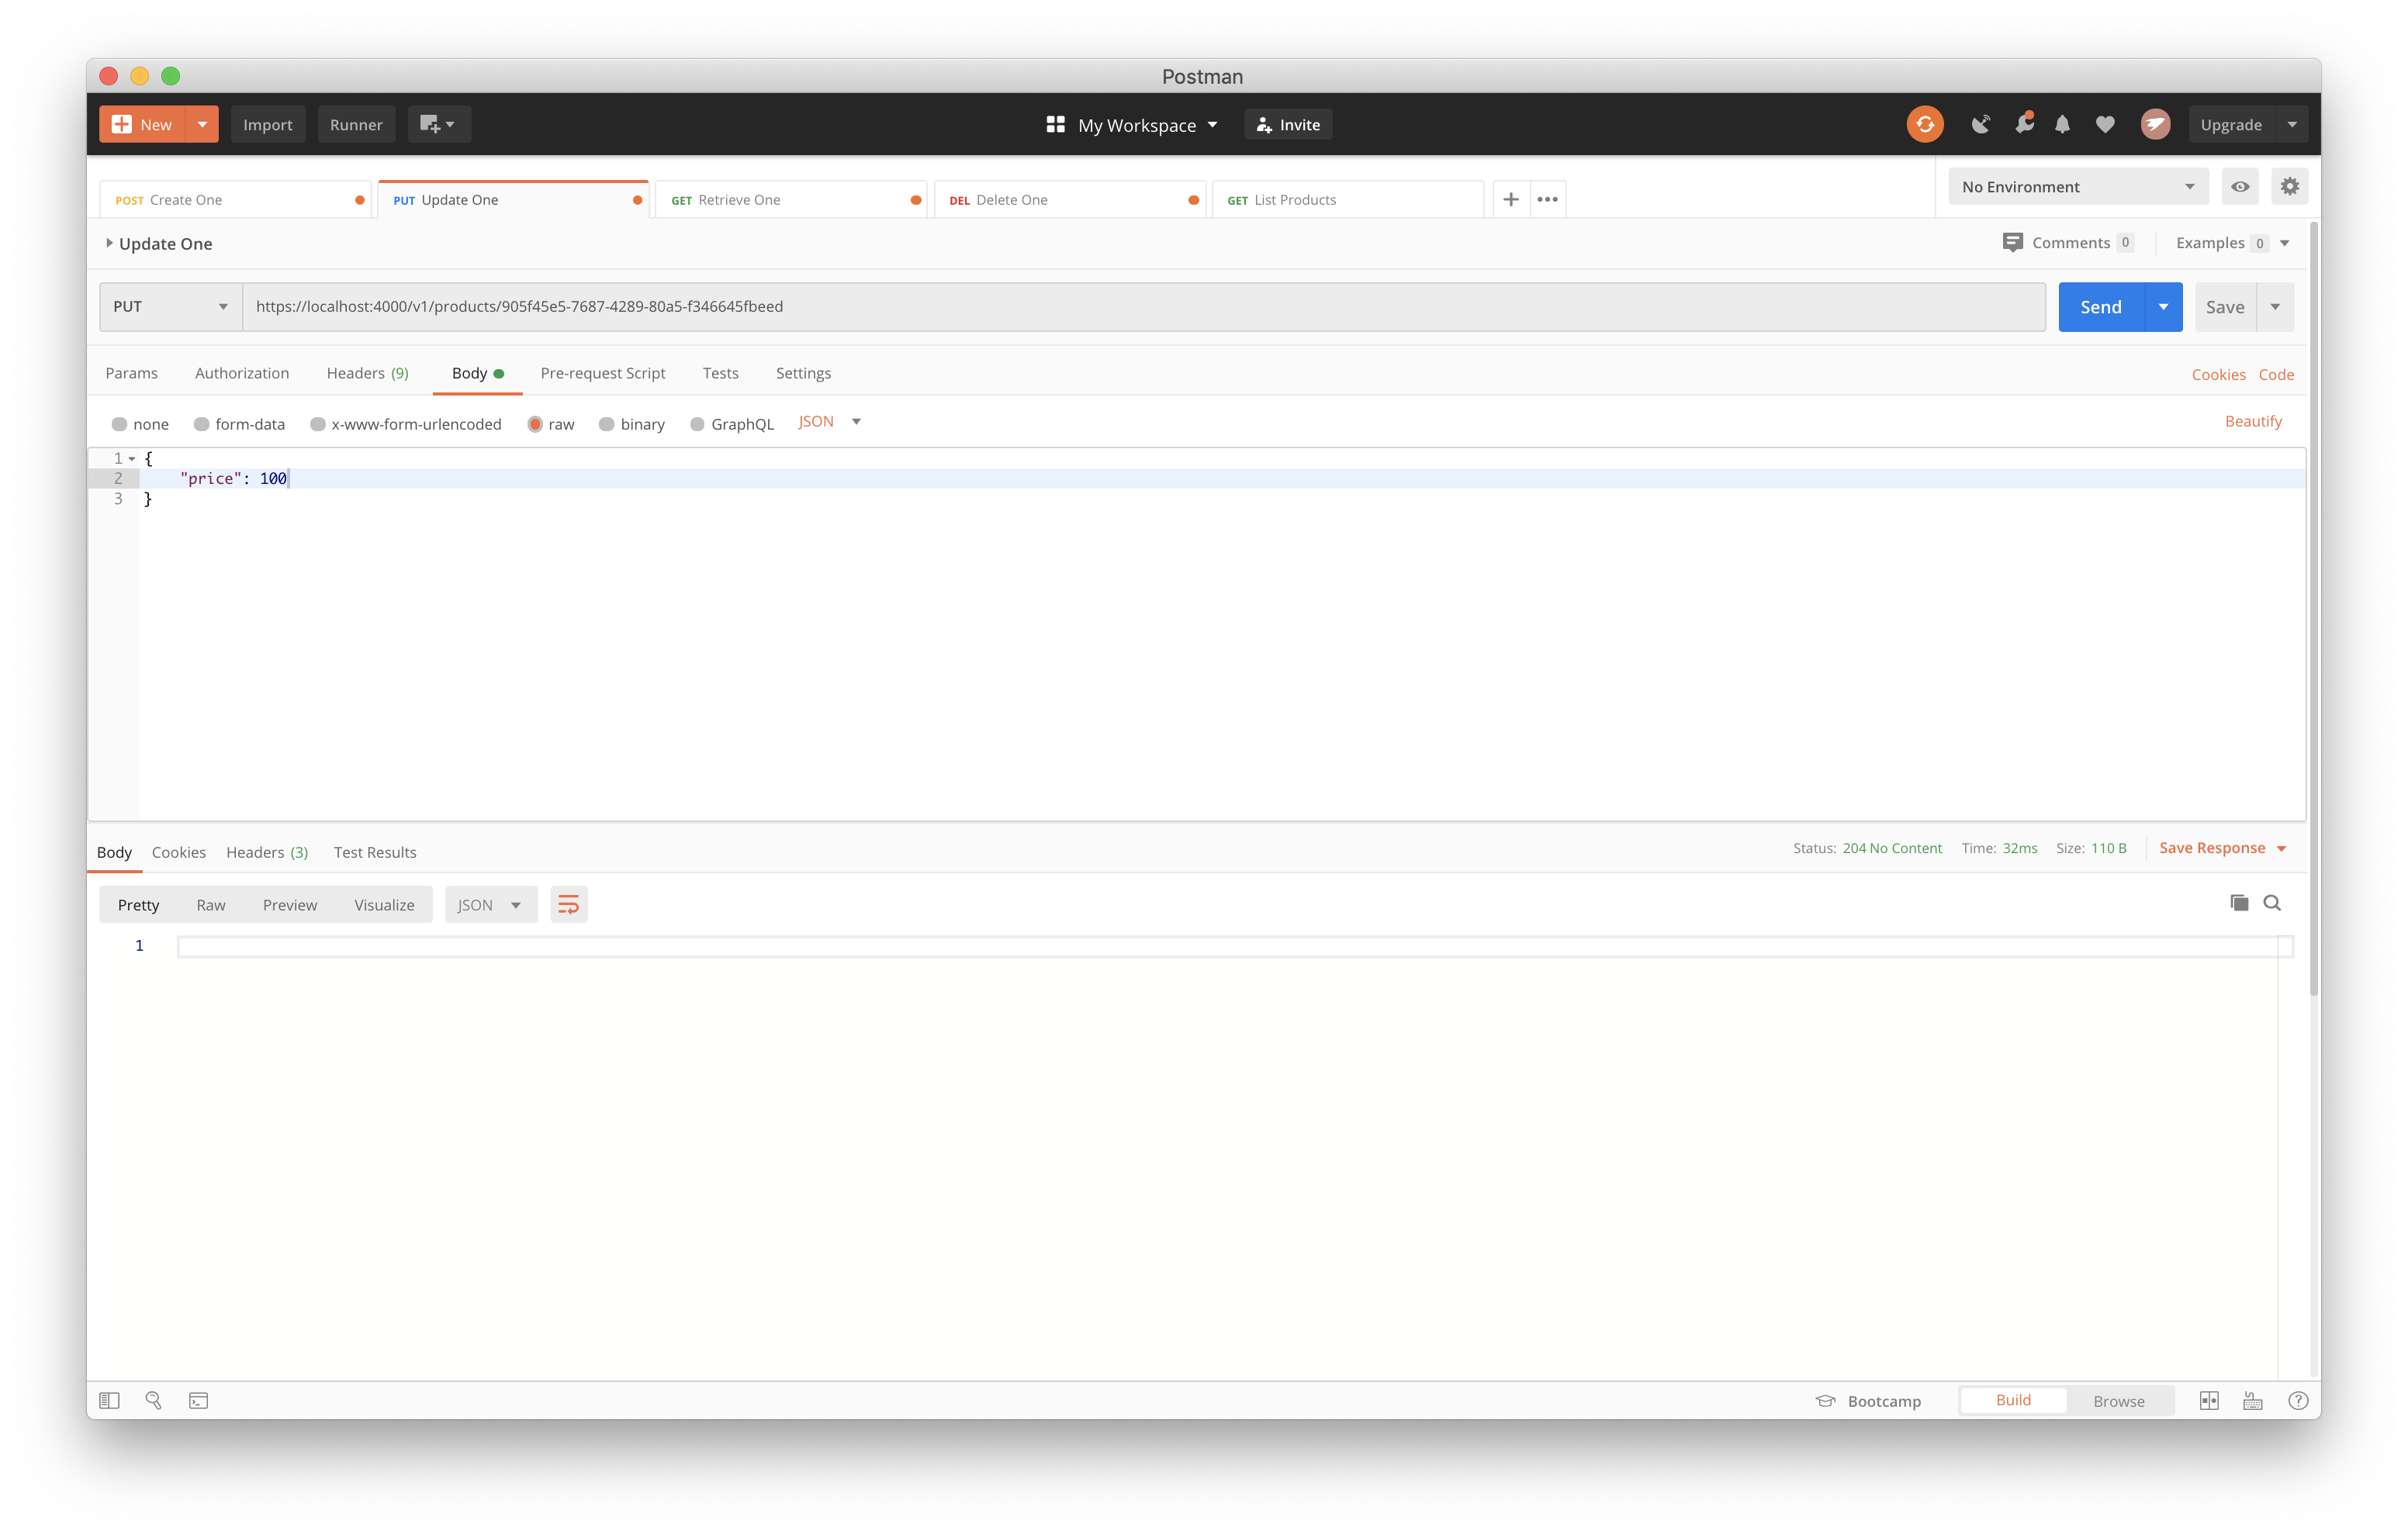 Postman
New Import Runner My Workspace Invite Upgrade
POST Create One PUT Update One GET Retrieve One DEL Delete One GET List Products No Environment
Update One Comments 0 Examples 0
PUT https://localhost:4000/v1/products/905f45e5-7687-4289-80a5-f346645fbeed Send Save
Params Authorization Headers (9) Body Pre-request Script Tests Settings Cookies Code
none form-data x-www-form-urlencoded raw binary GraphQL JSON Beautify
1 {
2 "price": 100
3 }
Body Cookies Headers (3) Test Results Status: 204 No Content Time: 32ms Size: 110 B Save Response
Pretty Raw Preview Visualize JSON
1
Bootcamp Build Browse